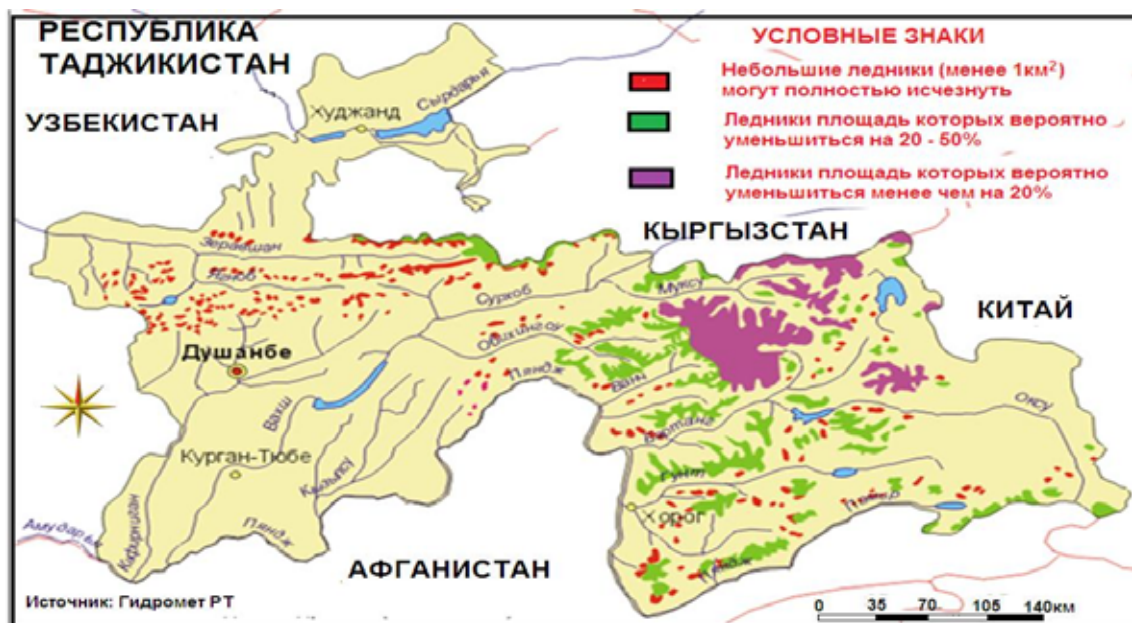 РЕСПУБЛИКА
ТАДЖИКИСТАН
УСЛОВНЫЕ ЗНАКИ
Небольшие ледники (менее 1км²)
могут полностью исчезнуть
Ледники площадь которых вероятно
уменьшиться на 20 - 50%
Ледники площадь которых вероятно
уменьшиться менее чем на 20%
УЗБЕКИСТАН
Худжанд
Сырдарья
КЫРГЫЗСТАН
Зеравшан
Ягноб
Сурхоб
Муксу
КИТАЙ
Обихингоу
Душанбе
Пяндж
Ванч
Вахш
Оксу
Бартанг
Курган-Тюбе
Кызылсу
Гунт
Памир
Хорог
Кафирниган
Пяндж
Амударья
Пяндж
АФГАНИСТАН
Источник: Гидромет РТ
0 35 70 105 140км